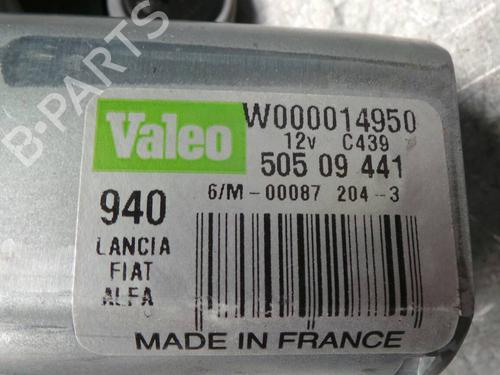 Valeo
W000014950
12v C439
505 09 441
6/M-00087 204-3
940
LANCIA
FIAT
ALFA
MADE IN FRANCE
B-PARTS